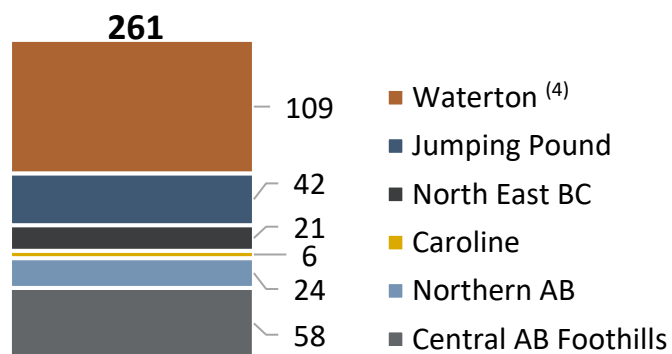 261
109
42
21
6
24
58
Waterton (4)
Jumping Pound
North East BC
Caroline
Northern AB
Central AB Foothills